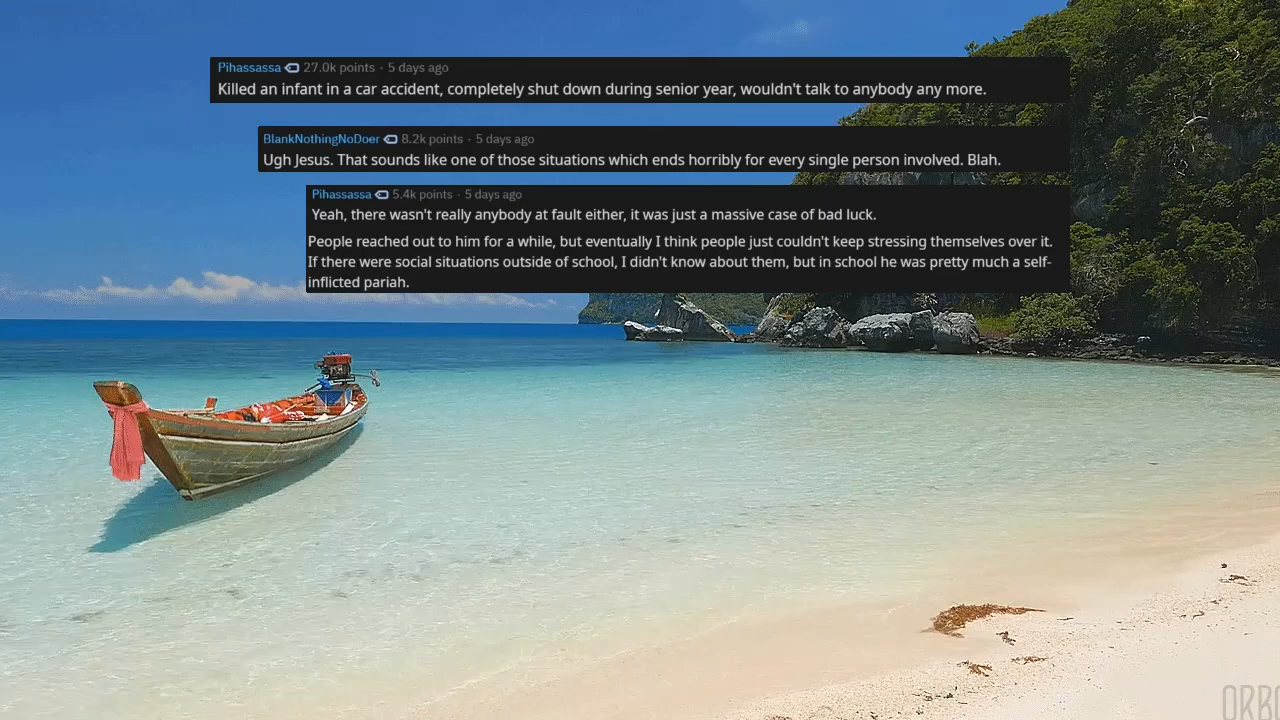 Pihassassa 27.0k points · 5 days ago
Killed an infant in a car accident, completely shut down during senior year, wouldn't talk to anybody any more.
BlankNothingNoDoer 8.2k points · 5 days ago
Ugh Jesus. That sounds like one of those situations which ends horribly for every single person involved. Blah.
Pihassassa 5.4k points · 5 days ago
Yeah, there wasn't really anybody at fault either, it was just a massive case of bad luck.
People reached out to him for a while, but eventually I think people just couldn't keep stressing themselves over it.
If there were social situations outside of school, I didn't know about them, but in school he was pretty much a self-
inflicted pariah.